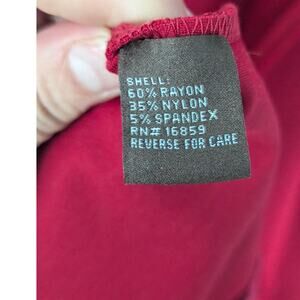 SHELL:
60% RAYON
35% NYLON
5% SPANDEX
RN# 16859
REVERSE FOR CARE